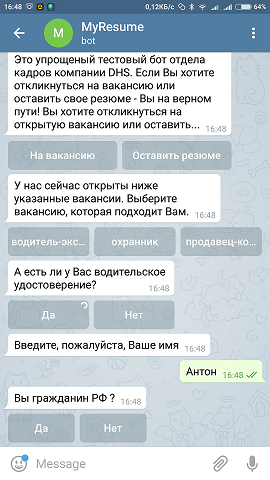 16:48 ... 0,12КБ/с 64%
M MyResume
bot
Это упрощеный тестовый бот отдела
кадров компании DHS. Если Вы хотите
откликнуться на вакансию или
оставить свое резюме - Вы на верном
пути! Вы хотите откликнуться на
открытую вакансию или оставить... 16:48
На вакансию Оставить резюме
У нас сейчас открыты ниже
указанные вакансии. Выберите
вакансию, которая подходит Вам. 16:48
водитель-экс... охранник продавец-ко...
А есть ли у Вас водительское
удостоверение? 16:48
Да Нет
Введите, пожалуйста, Ваше имя 16:48
Антон 16:48
Вы гражданин РФ ? 16:48
Да Нет
Message